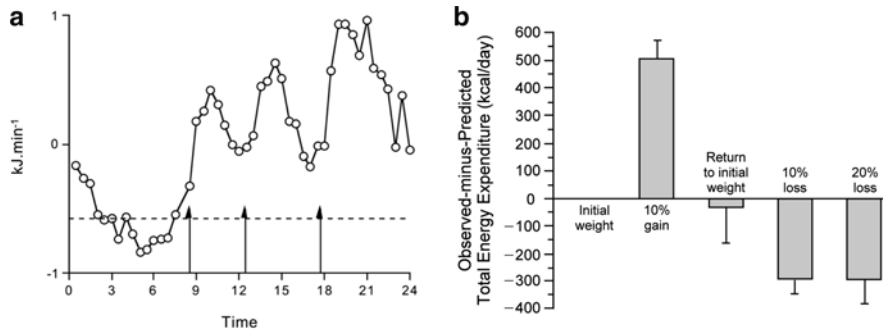 a
1
0
-1
kJ.min-1
0 3 6 9 12 15 18 21 24
Time
b
Observed-minus-Predicted
Total Energy Expenditure (kcal/day)
600
500
400
300
200
100
0
−100
−200
−300
−400
Return
to initial
weight
10%
loss
20%
loss
Initial
weight
10%
gain